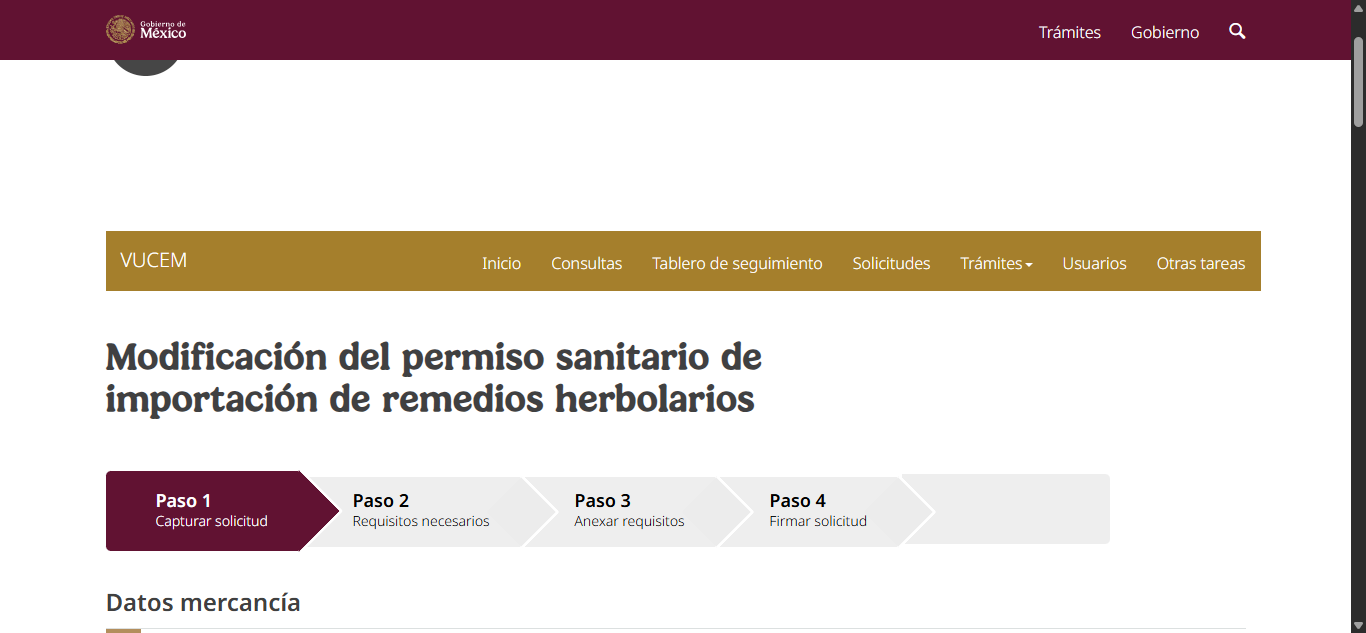 Gobierno de
México
Trámites
Gobierno
VUCEM
Inicio
Consultas
Tablero de seguimiento
Solicitudes
Trámites
Usuarios
Otras tareas
Modificación del permiso sanitario de
importación de remedios herbolarios
Paso 1
Capturar solicitud
Paso 2
Requisitos necesarios
Paso 3
Anexar requisitos
Paso 4
Firmar solicitud
Datos mercancía